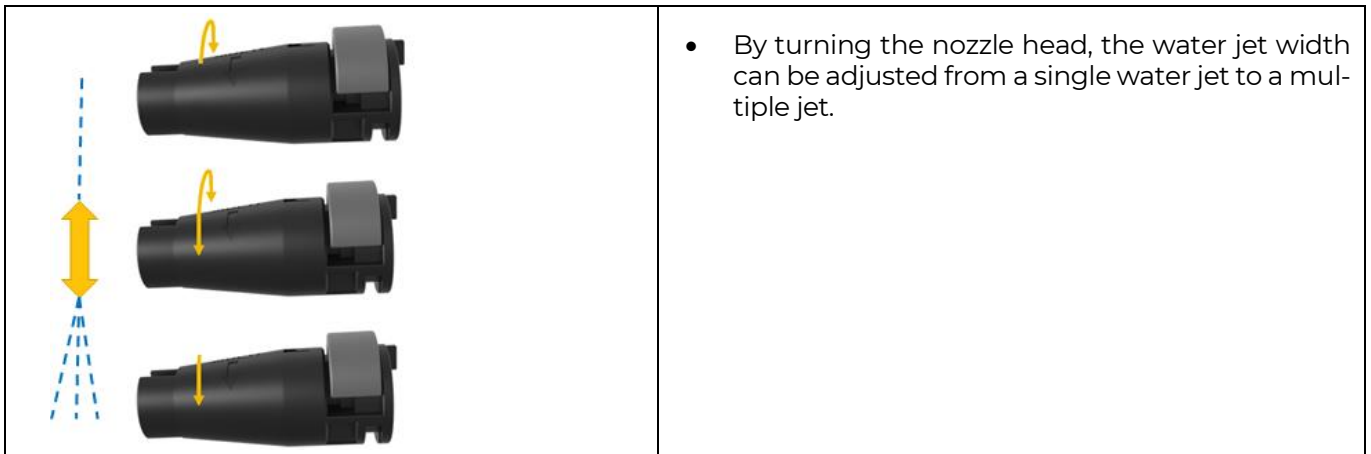 • By turning the nozzle head, the water jet width
can be adjusted from a single water jet to a mul-
tiple jet.